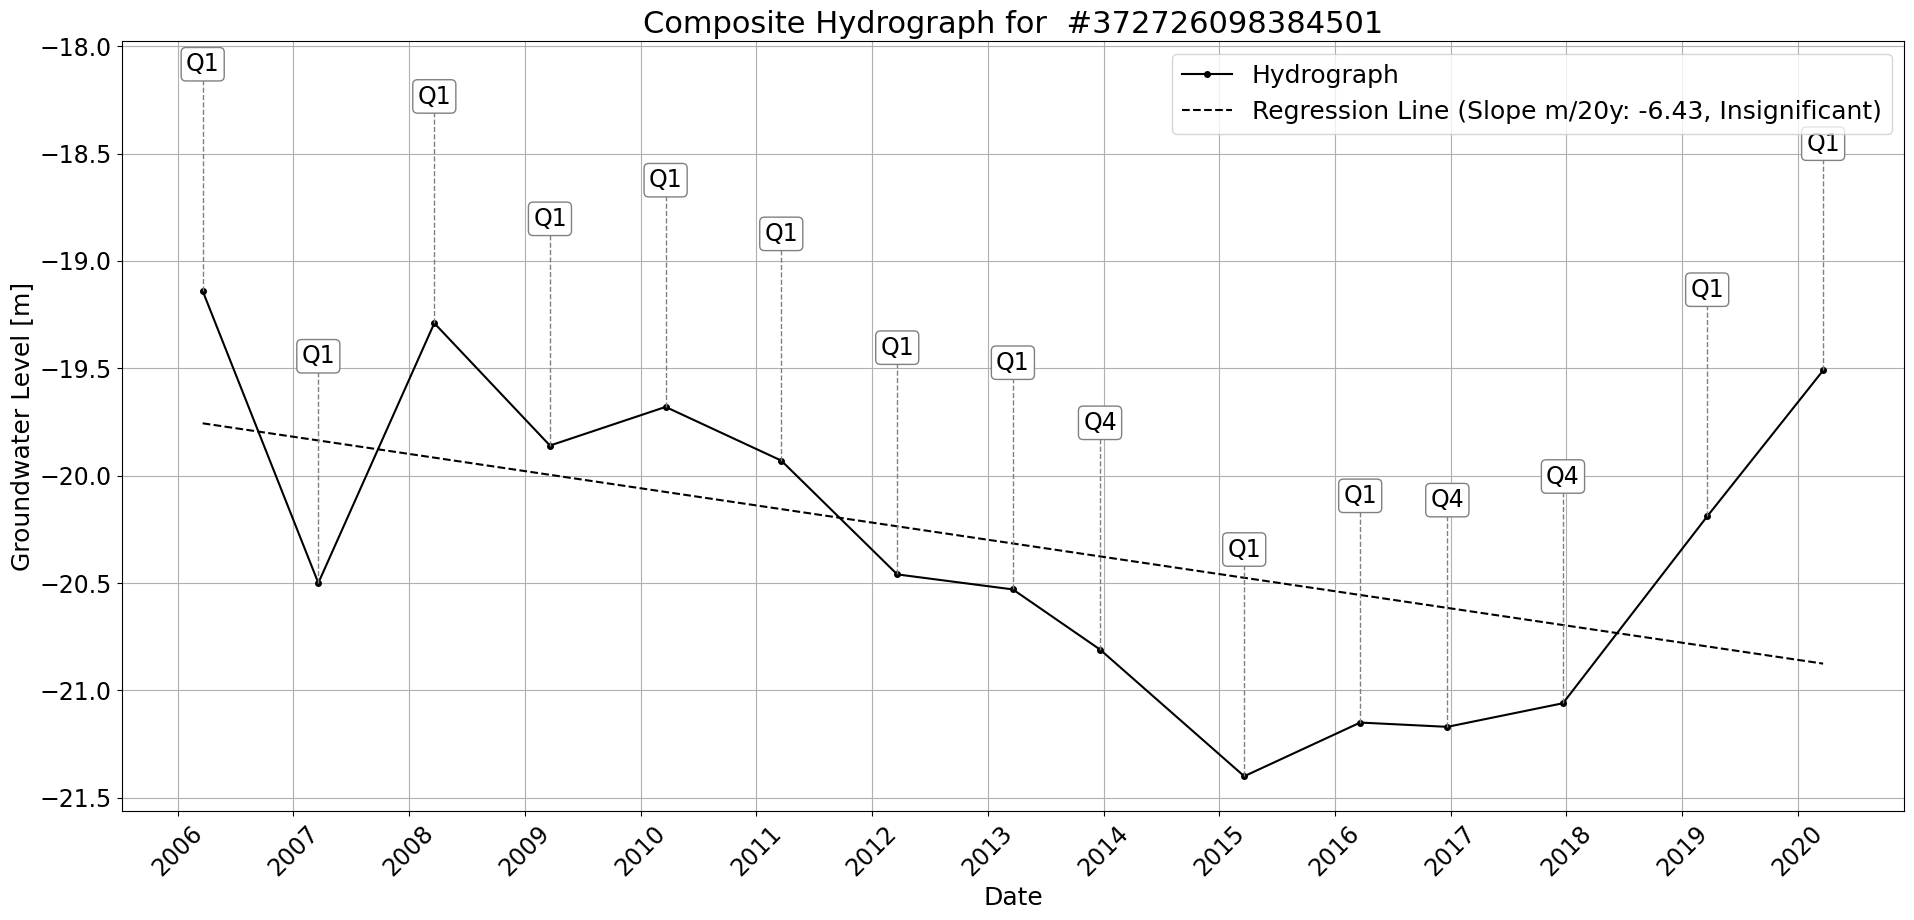 Composite Hydrograph for  #372726098384501
Hydrograph
Regression Line (Slope m/20y: -6.43, Insignificant)
Groundwater Level [m]
−18.0
−18.5
−19.0
−19.5
−20.0
−20.5
−21.0
−21.5
Q1
Q1
Q1
Q1
Q1
Q1
Q1
Q1
Q4
Q1
Q1
Q4
Q4
Q1
Q1
2006
2007
2008
2009
2010
2011
2012
2013
2014
2015
2016
2017
2018
2019
2020
Date